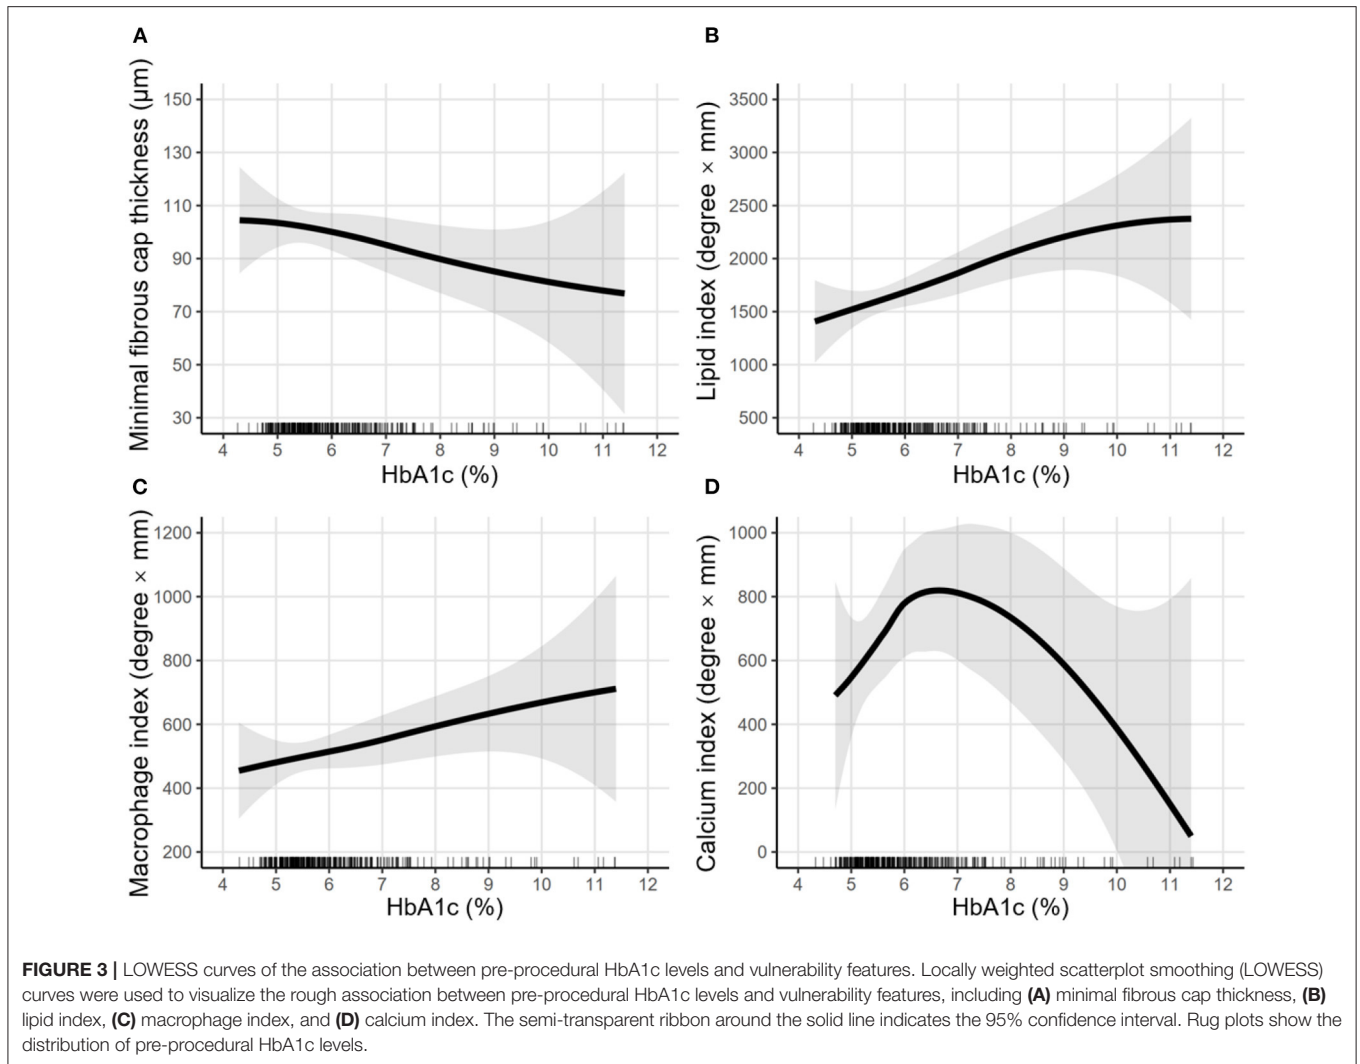 A
Minimal fibrous cap thickness (µm)
150
130
110
90
70
50
30
4 5 6 7 8 9 10 11 12
HbA1c (%)
B
Lipid index (degree × mm)
3500
3000
2500
2000
1500
1000
500
4 5 6 7 8 9 10 11 12
HbA1c (%)
C
Macrophage index (degree × mm)
1200
1000
800
600
400
200
4 5 6 7 8 9 10 11 12
HbA1c (%)
D
Calcium index (degree × mm)
1000
800
600
400
200
0
4 5 6 7 8 9 10 11 12
HbA1c (%)
FIGURE 3 | LOWESS curves of the association between pre-procedural HbA1c levels and vulnerability features. Locally weighted scatterplot smoothing (LOWESS)
curves were used to visualize the rough association between pre-procedural HbA1c levels and vulnerability features, including (A) minimal fibrous cap thickness, (B)
lipid index, (C) macrophage index, and (D) calcium index. The semi-transparent ribbon around the solid line indicates the 95% confidence interval. Rug plots show the
distribution of pre-procedural HbA1c levels.